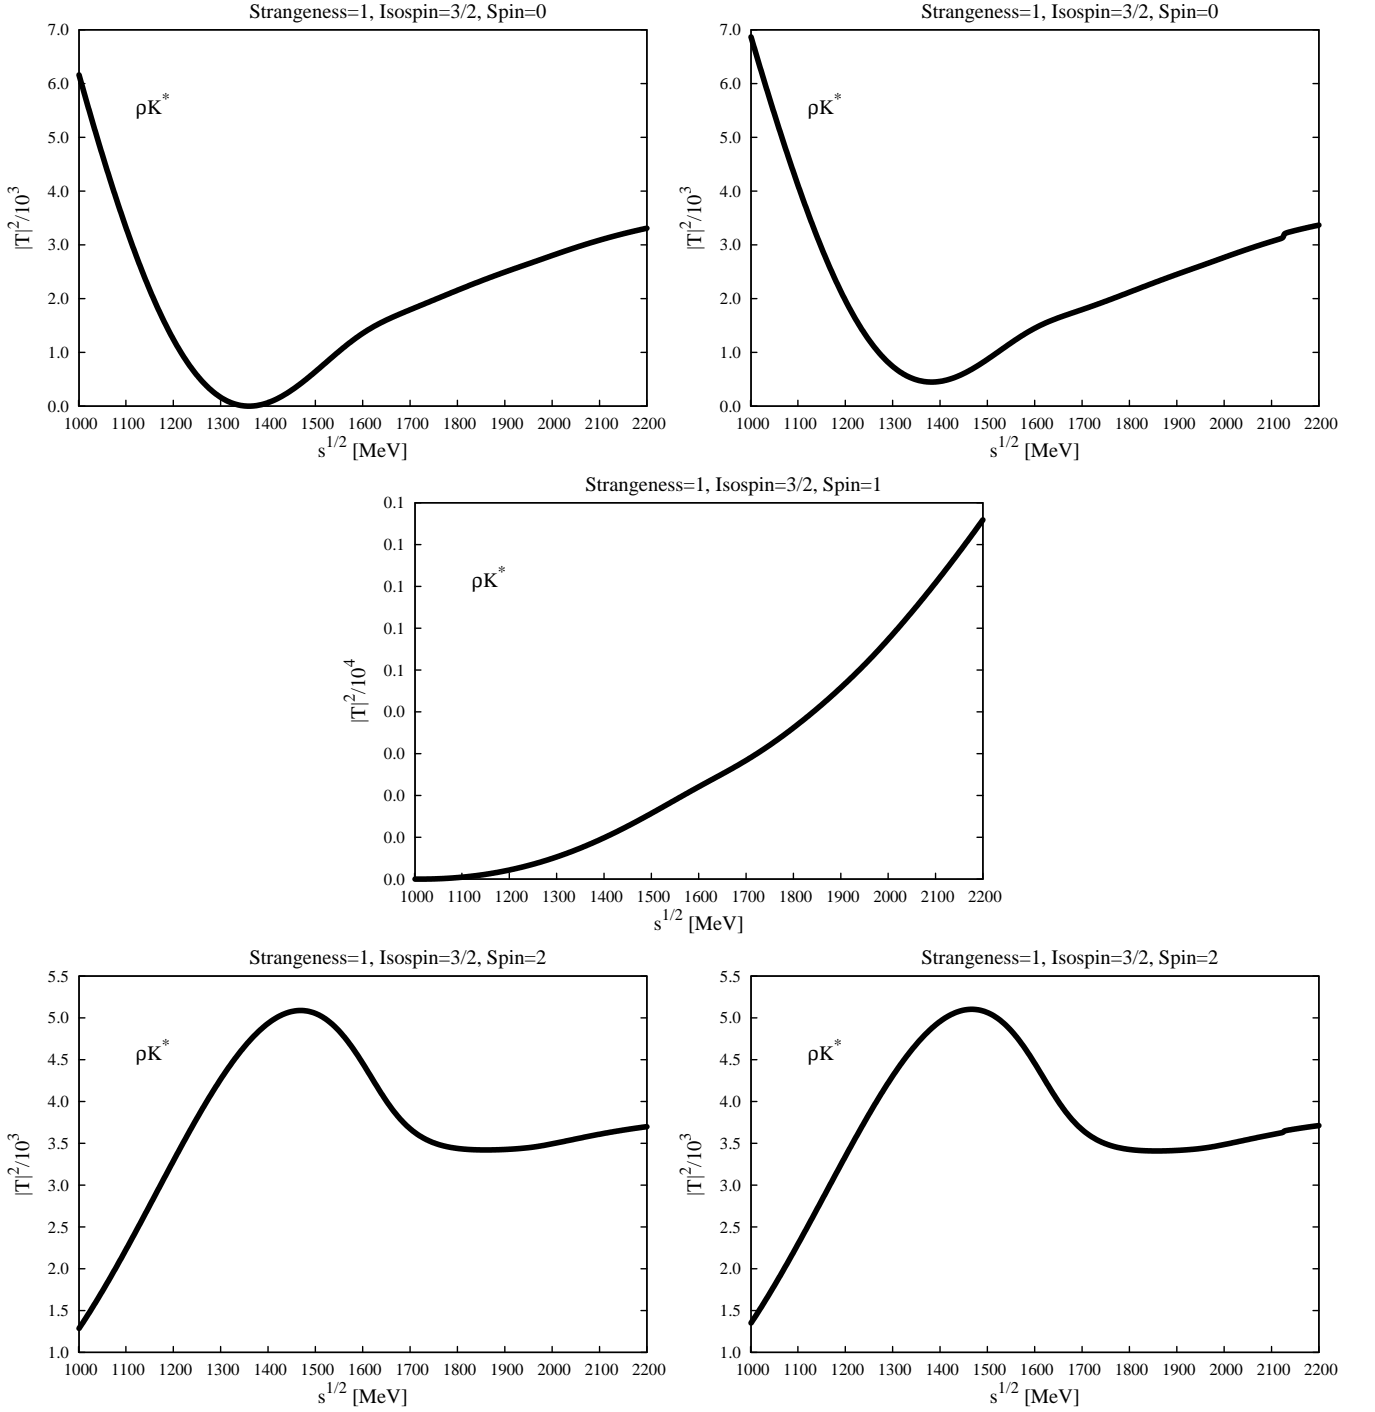 Strangeness=1, Isospin=3/2, Spin=0
7.0
6.0
5.0
4.0
3.0
2.0
1.0
0.0
|T|²/10³
ρK*
1000 1100 1200 1300 1400 1500 1600 1700 1800 1900 2000 2100 2200
s^1/2 [MeV]
Strangeness=1, Isospin=3/2, Spin=0
7.0
6.0
5.0
4.0
3.0
2.0
1.0
0.0
|T|²/10³
ρK*
1000 1100 1200 1300 1400 1500 1600 1700 1800 1900 2000 2100 2200
s^1/2 [MeV]
Strangeness=1, Isospin=3/2, Spin=1
0.1
0.1
0.1
0.1
0.1
0.0
0.0
0.0
0.0
0.0
|T|²/10⁴
ρK*
1000 1100 1200 1300 1400 1500 1600 1700 1800 1900 2000 2100 2200
s^1/2 [MeV]
Strangeness=1, Isospin=3/2, Spin=2
5.5
5.0
4.5
4.0
3.5
3.0
2.5
2.0
1.5
1.0
|T|²/10³
ρK*
1000 1100 1200 1300 1400 1500 1600 1700 1800 1900 2000 2100 2200
s^1/2 [MeV]
Strangeness=1, Isospin=3/2, Spin=2
5.5
5.0
4.5
4.0
3.5
3.0
2.5
2.0
1.5
1.0
|T|²/10³
ρK*
1000 1100 1200 1300 1400 1500 1600 1700 1800 1900 2000 2100 2200
s^1/2 [MeV]